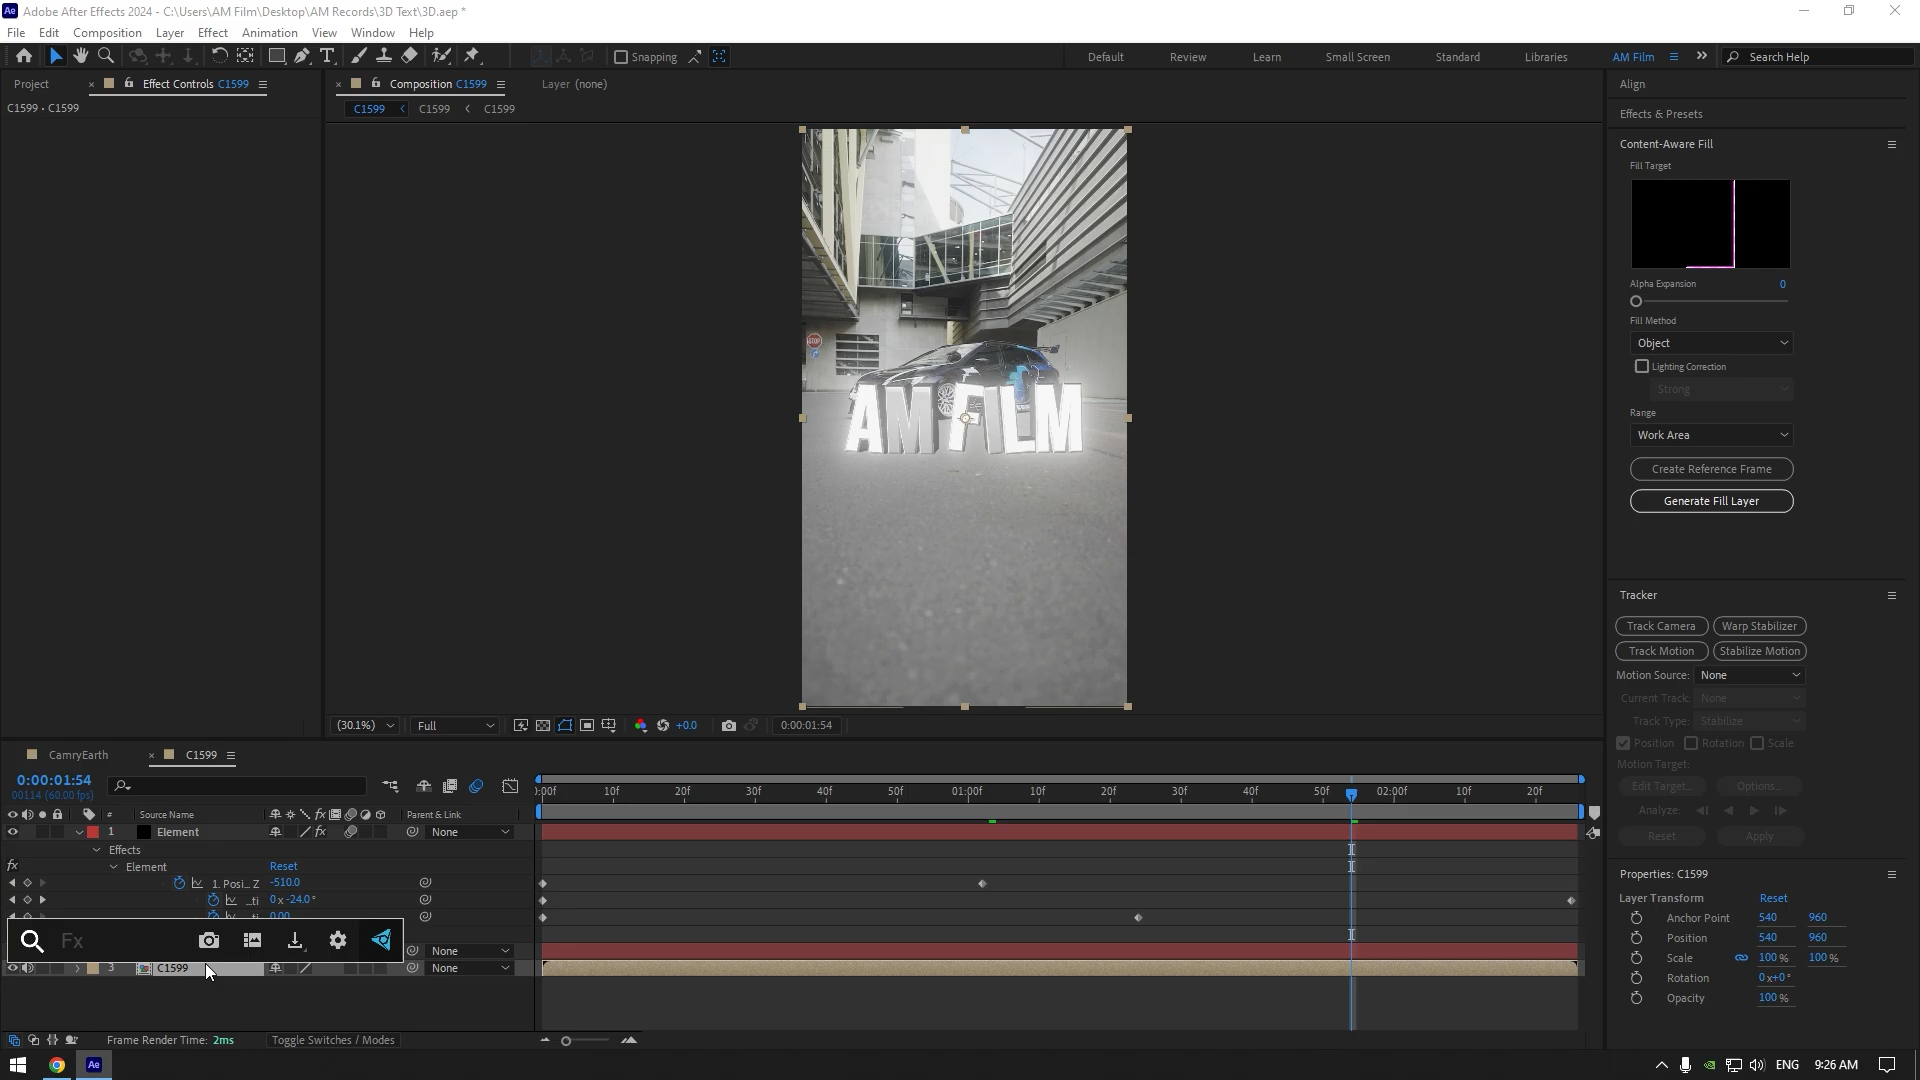 Ae Adobe After Effects 2024 - C:\Users\AM Film\Desktop\AM Records\3D Text\3D.aep *
File Edit Composition Layer Effect Animation View Window Help
Snapping
Default Review Learn Small Screen Standard Libraries AM Film Search Help
Project Effect Controls C1599
C1599 • C1599
Composition C1599 Layer (none)
C1599 C1599 C1599
STOP
AM FILM
(30.1%) Full +0.0 0:00:01:54
Align
Effects & Presets
Content-Aware Fill
Fill Target
Alpha Expansion 0
Fill Method
Object
Lighting Correction
Strong
Range
Work Area
Create Reference Frame
Generate Fill Layer
Tracker
Track Camera Warp Stabilizer
Track Motion Stabilize Motion
Motion Source: None
Current Track: None
Track Type: Stabilize
Position Rotation Scale
Motion Target:
Edit Target... Options...
Analyze:
Reset Apply
Properties: C1599
Layer Transform Reset
Anchor Point 540 960
Position 540 960
Scale 100 % 100 %
Rotation 0x+0°
Opacity 100 %
CamryEarth C1599
0:00:01:54
00114 (60.00 fps)
:00f 10f 20f 30f 40f 50f 01:00f 10f 20f 30f 40f 50f 02:00f 10f 20f
# Source Name fx Parent & Link
1 Element fx None
Effects
fx Element Reset
1. Posi... Z -510.0
...ti 0x-24.0°
...ti 0.00
Fx
None
3 C1599 None
Frame Render Time: 2ms Toggle Switches / Modes
Ae ENG 9:26 AM